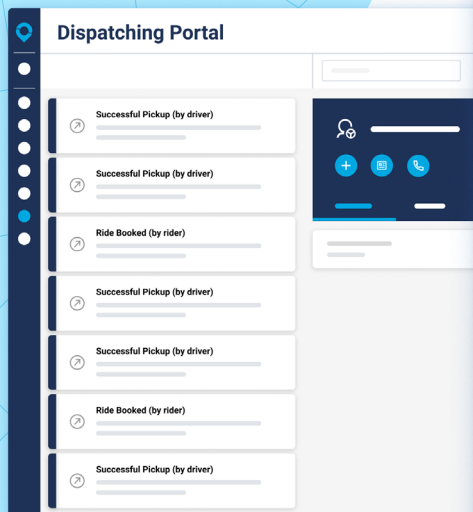 Dispatching Portal
Successful Pickup (by driver)
Successful Pickup (by driver)
Ride Booked (by rider)
Successful Pickup (by driver)
Successful Pickup (by driver)
Ride Booked (by rider)
Successful Pickup (by driver)